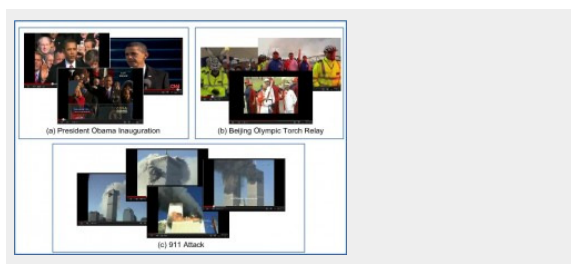 (a) President Obama Inauguration
(b) Beijing Olympic Torch Relay
(c) 911 Attack